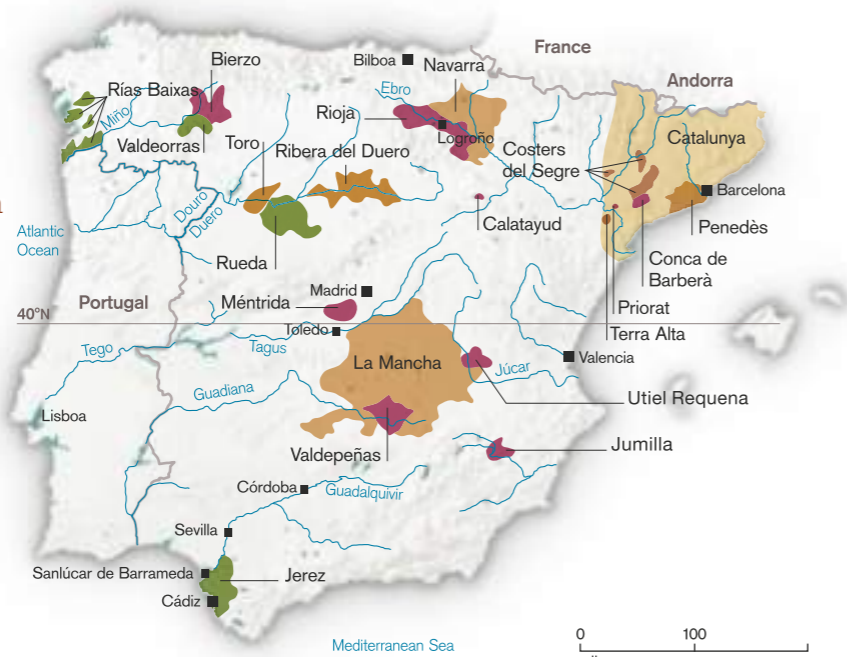 France
Bierzo
Bilboa
Navarra
Andorra
Rías Baixas
Ebro
Miño
Rioja
Catalunya
Valdeorras
Toro
Ribera del Duero
Logroño
Costers
del Segre
Barcelona
Douro
Duero
Calatayud
Penedès
Atlantic
Ocean
Rueda
Conca de
Barberà
Madrid
Portugal
Méntrida
Priorat
40°N
Toledo
Terra Alta
Tego
Tagus
La Mancha
Valencia
Júcar
Guadiana
Utiel Requena
Lisboa
Jumilla
Valdepeñas
Córdoba
Guadalquivir
Sevilla
Sanlúcar de Barrameda
Jerez
Cádiz
Mediterranean Sea
0 100